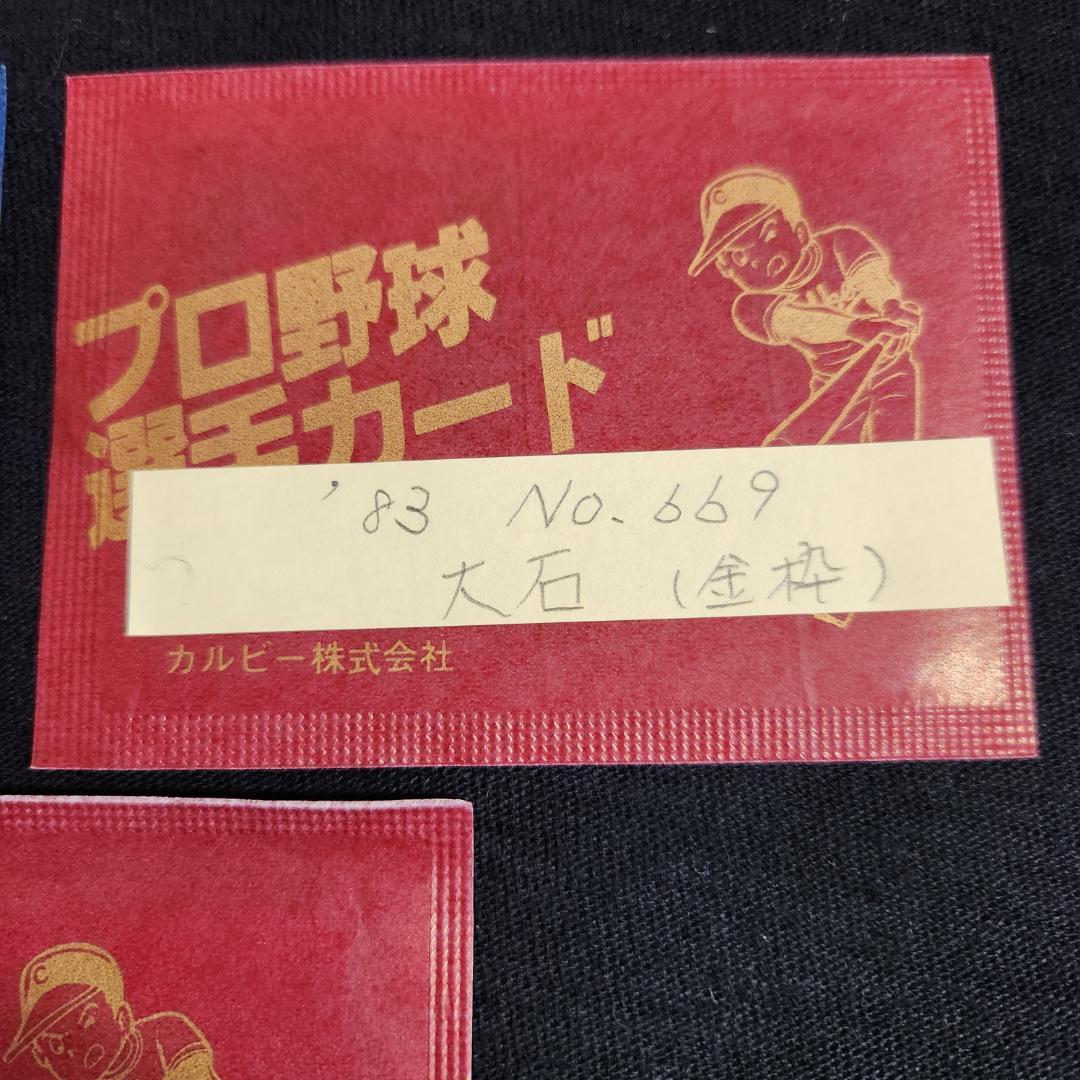 プロ野球
選手カード
'83 No. 669
大石 (金枠)
カルビー株式会社
C
C